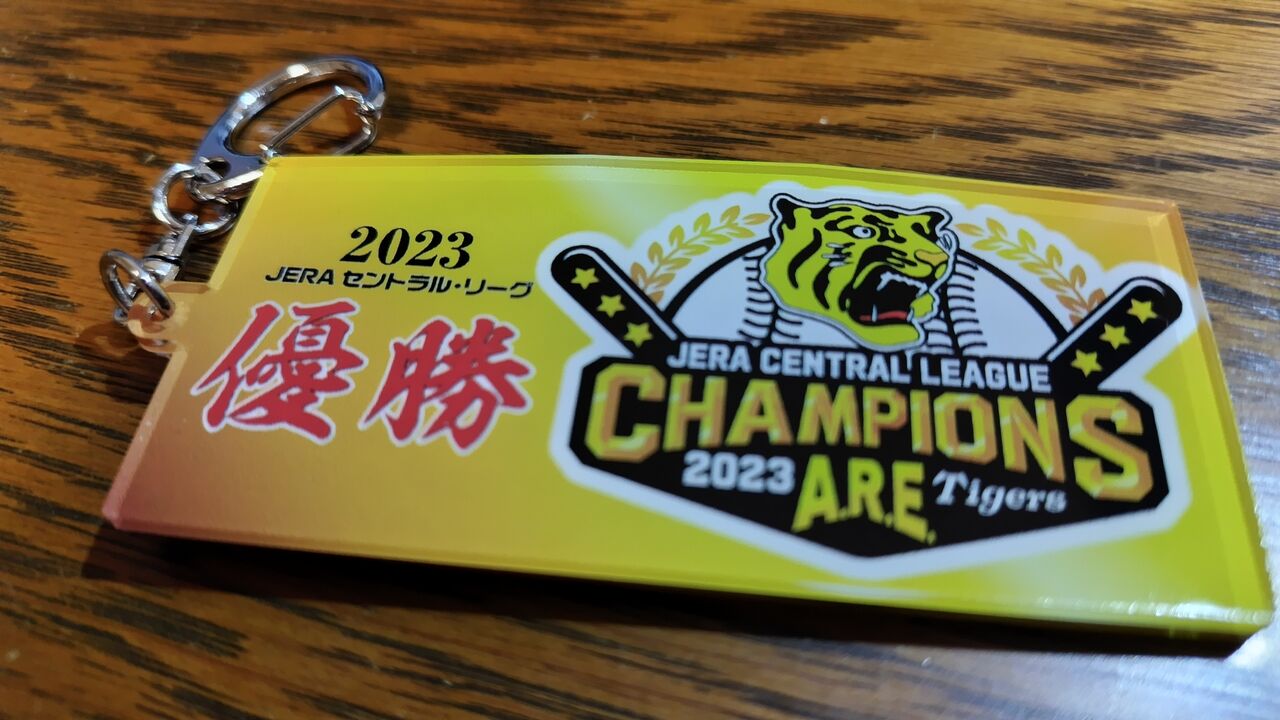 2023
JERA セントラル・リーグ
優勝
JERA CENTRAL LEAGUE
CHAMPIONS
2023 A.R.E. Tigers